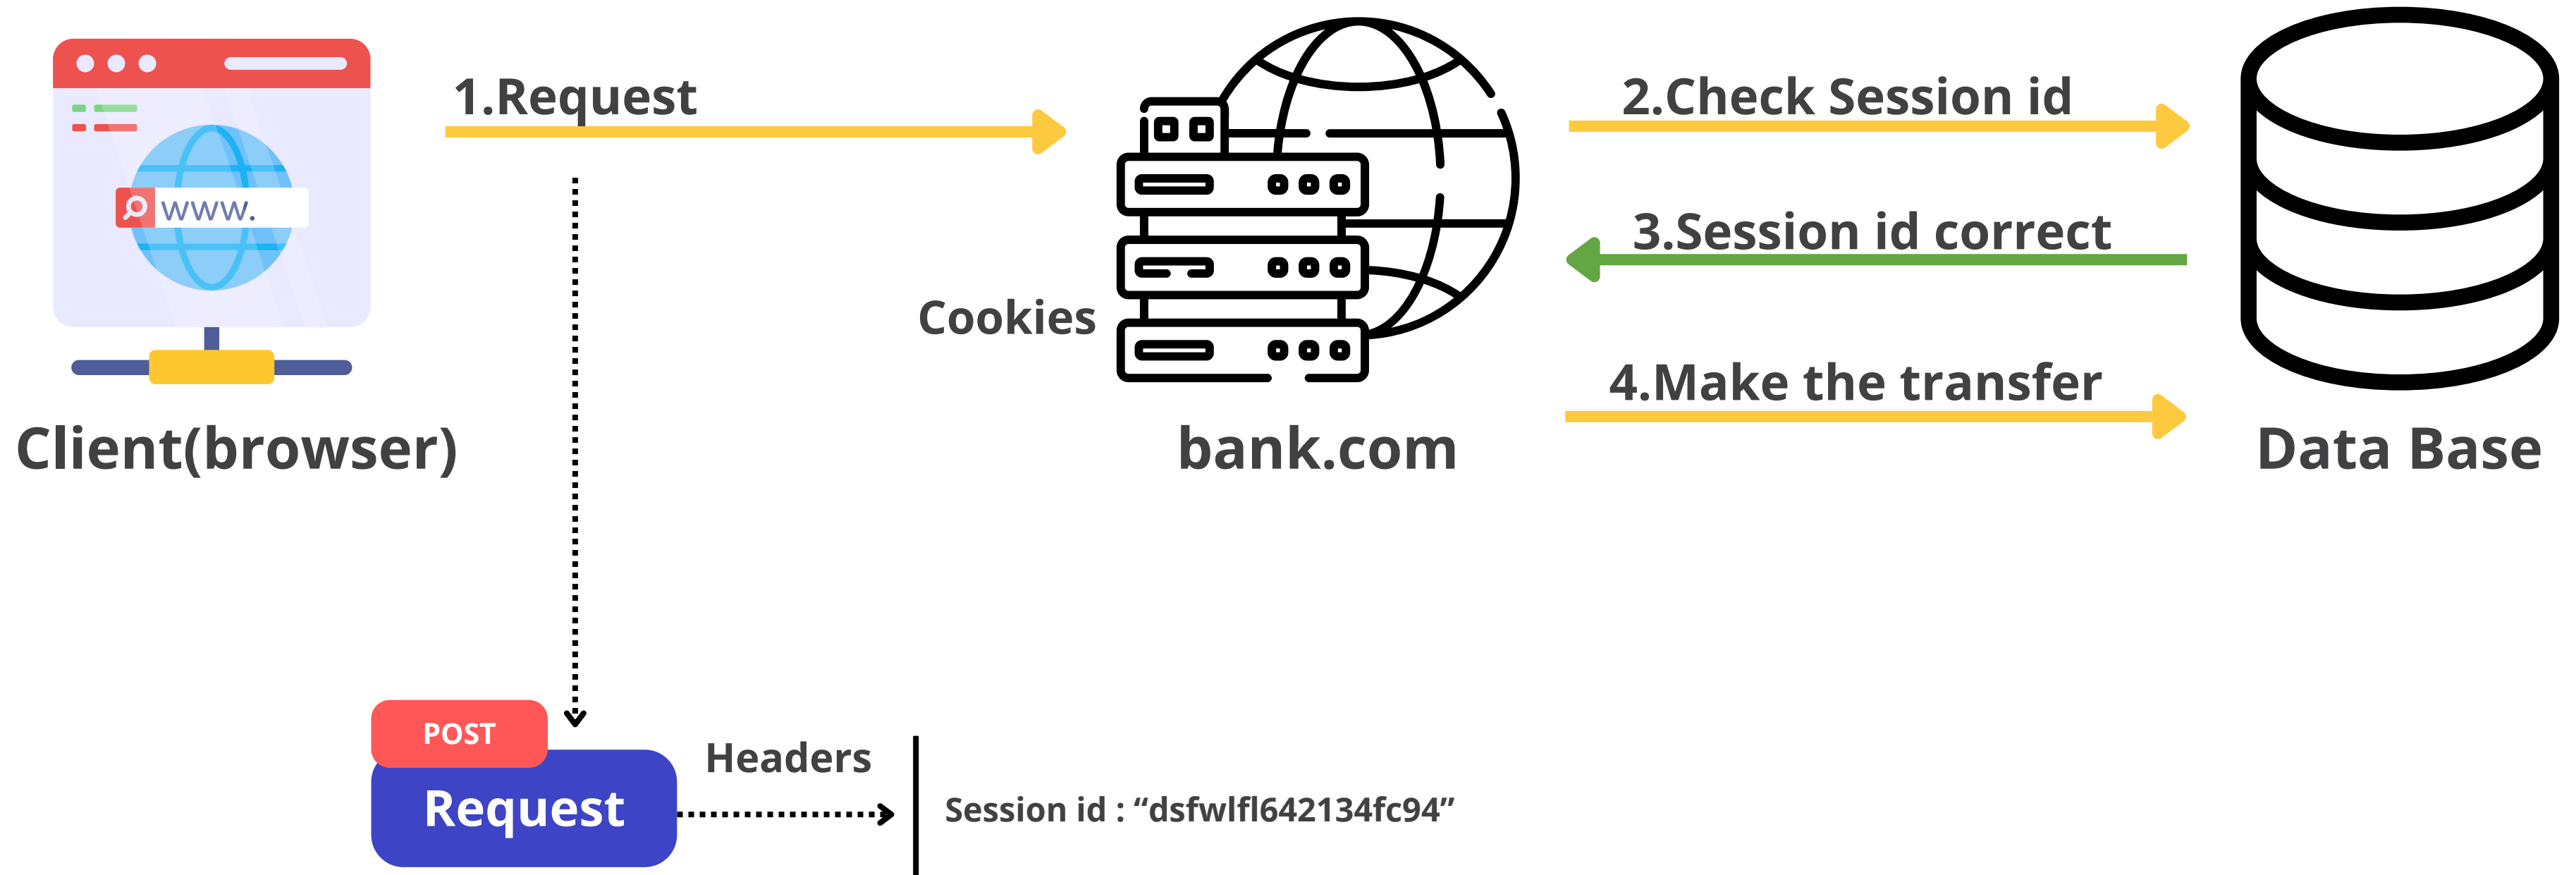 1.Request
2.Check Session id
www.
3.Session id correct
Cookies
4.Make the transfer
Client(browser)
bank.com
Data Base
POST
Request
Headers
Session id : “dsfwlfl642134fc94”